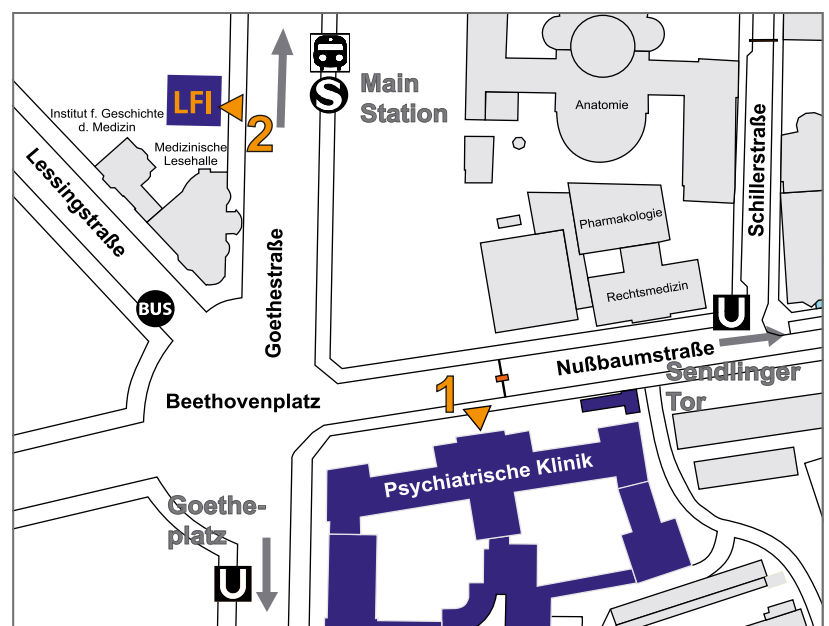 Main
Station
S
Anatomie
LFI
2
Institut f. Geschichte
d. Medizin
Medizinische
Lesehalle
Lessingstraße
Schillerstraße
Pharmakologie
Goethestraße
Rechtsmedizin
BUS
U
Nußbaumstraße
Sendlinger
Tor
1
Beethovenplatz
Psychiatrische Klinik
Goethe-
platz
U